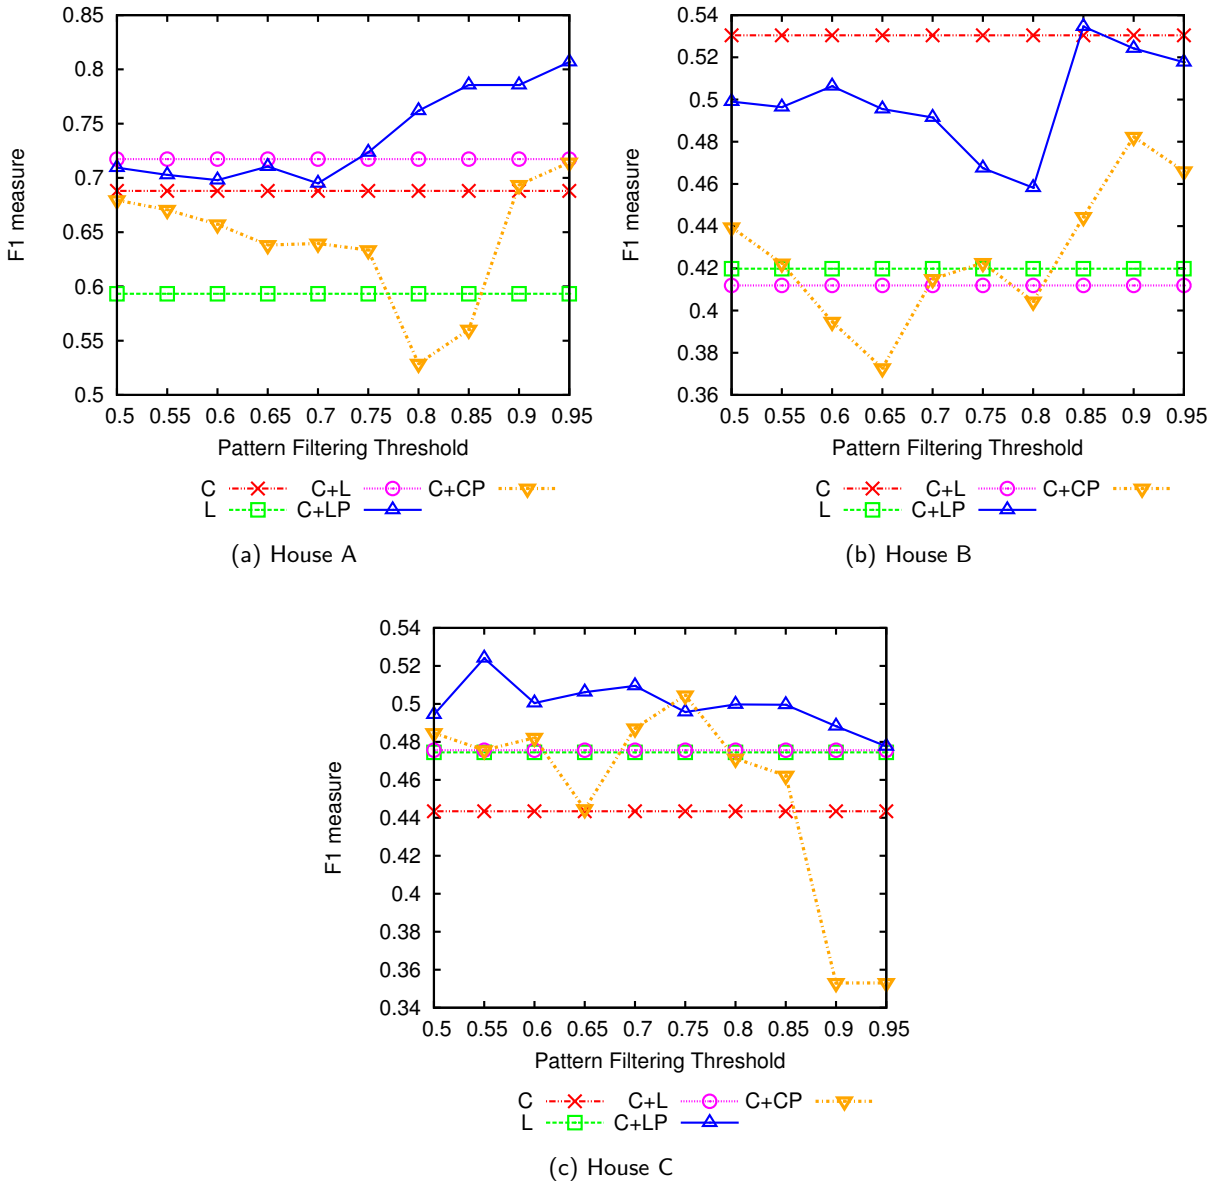 0.85
0.8
0.75
0.7
0.65
0.6
0.55
0.5
F1 measure
0.5 0.55 0.6 0.65 0.7 0.75 0.8 0.85 0.9 0.95
Pattern Filtering Threshold
C C+L C+CP
L C+LP
(a) House A
0.54
0.52
0.5
0.48
0.46
0.44
0.42
0.4
0.38
0.36
F1 measure
0.5 0.55 0.6 0.65 0.7 0.75 0.8 0.85 0.9 0.95
Pattern Filtering Threshold
C C+L C+CP
L C+LP
(b) House B
0.54
0.52
0.5
0.48
0.46
0.44
0.42
0.4
0.38
0.36
0.34
F1 measure
0.5 0.55 0.6 0.65 0.7 0.75 0.8 0.85 0.9 0.95
Pattern Filtering Threshold
C C+L C+CP
L C+LP
(c) House C